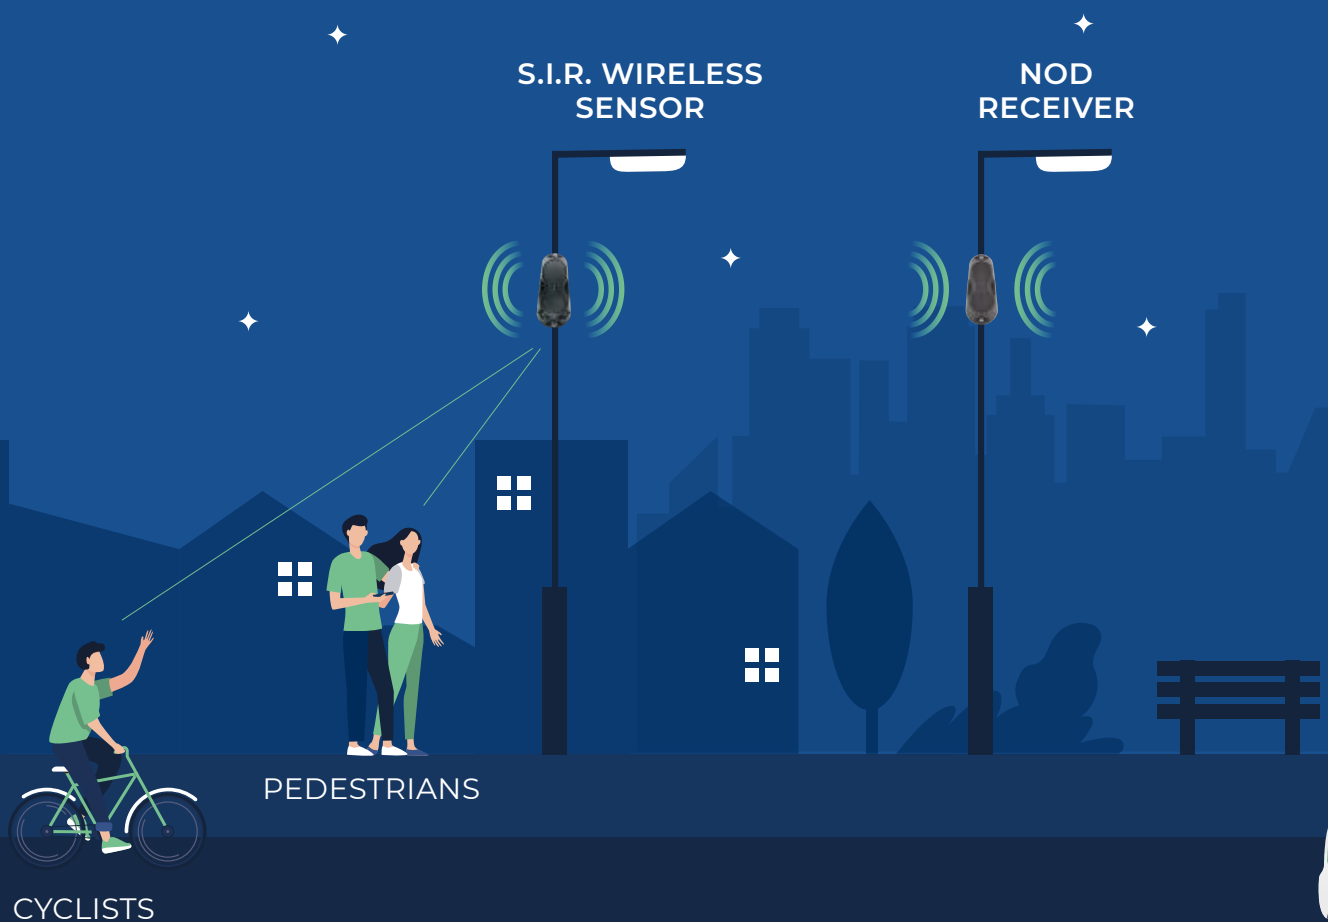 S.I.R. WIRELESS
SENSOR
NOD
RECEIVER
PEDESTRIANS
CYCLISTS